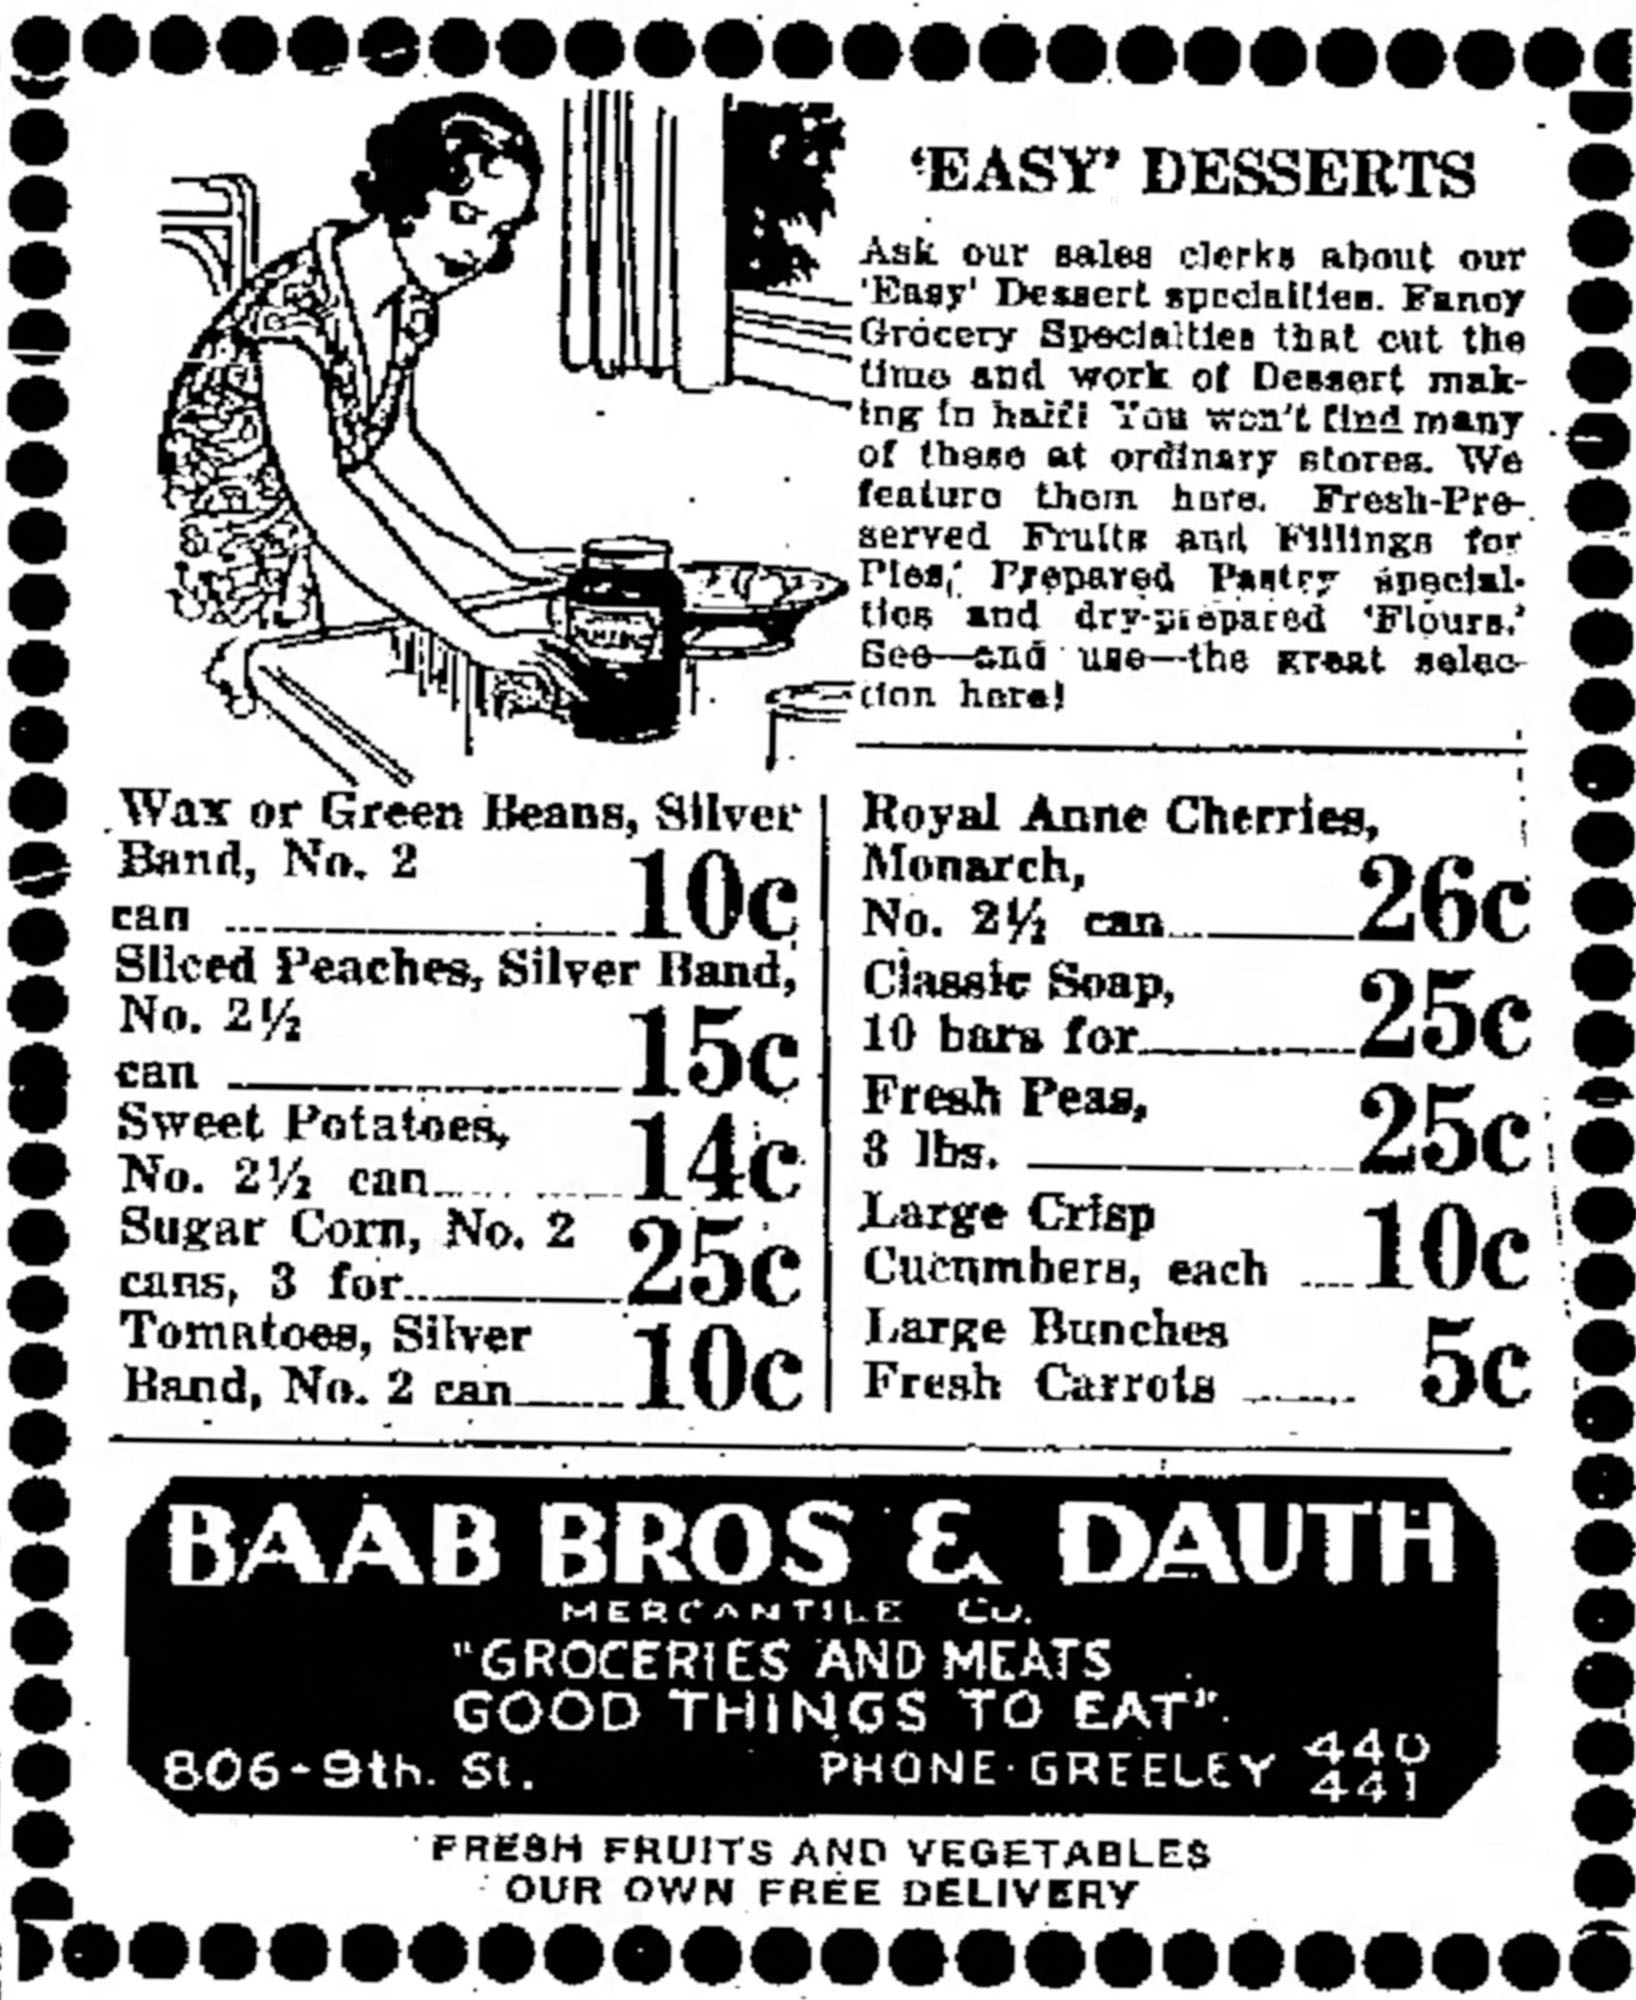 'EASY' DESSERTS
Ask our sales clerks about our
'Easy' Dessert specialties. Fancy
Grocery Specialties that cut the
time and work of Dessert mak-
ing in half! You won't find many
of these at ordinary stores. We
feature them here. Fresh-Pre-
served Fruits and Fillings for
Pies, Prepared Pastry special-
ties and dry-prepared 'Flours.'
See—and use—the great selec-
tion here!
Wax or Green Beans, Silver
Band, No. 2
can 10c
Sliced Peaches, Silver Band,
No. 2½
can 15c
Sweet Potatoes,
No. 2½ can 14c
Sugar Corn, No. 2
cans, 3 for 25c
Tomatoes, Silver
Band, No. 2 can 10c
Royal Anne Cherries,
Monarch,
No. 2½ can 26c
Classic Soap,
10 bars for 25c
Fresh Peas,
3 lbs. 25c
Large Crisp
Cucumbers, each 10c
Large Bunches
Fresh Carrots 5c
BAAB BROS & DAUTH
MERCANTILE Co.
"GROCERIES AND MEATS
GOOD THINGS TO EAT"
806-9th. St. PHONE·GREELEY 440
441
FRESH FRUITS AND VEGETABLES
OUR OWN FREE DELIVERY